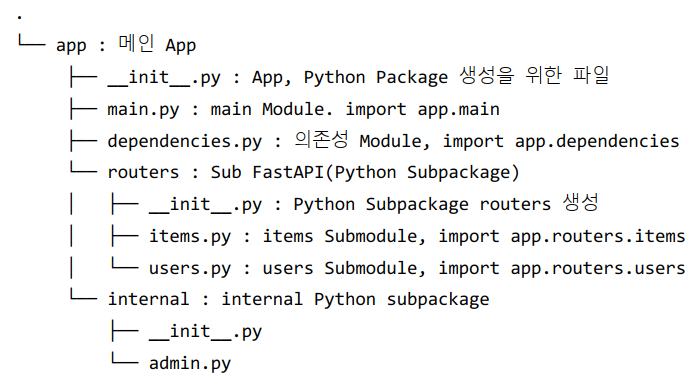 .
└── app : 메인 App
    ├── __init__.py : App, Python Package 생성을 위한 파일
    ├── main.py : main Module. import app.main
    ├── dependencies.py : 의존성 Module, import app.dependencies
    └── routers : Sub FastAPI(Python Subpackage)
    │   ├── __init__.py : Python Subpackage routers 생성
    │   ├── items.py : items Submodule, import app.routers.items
    │   └── users.py : users Submodule, import app.routers.users
    └── internal : internal Python subpackage
        ├── __init__.py
        └── admin.py